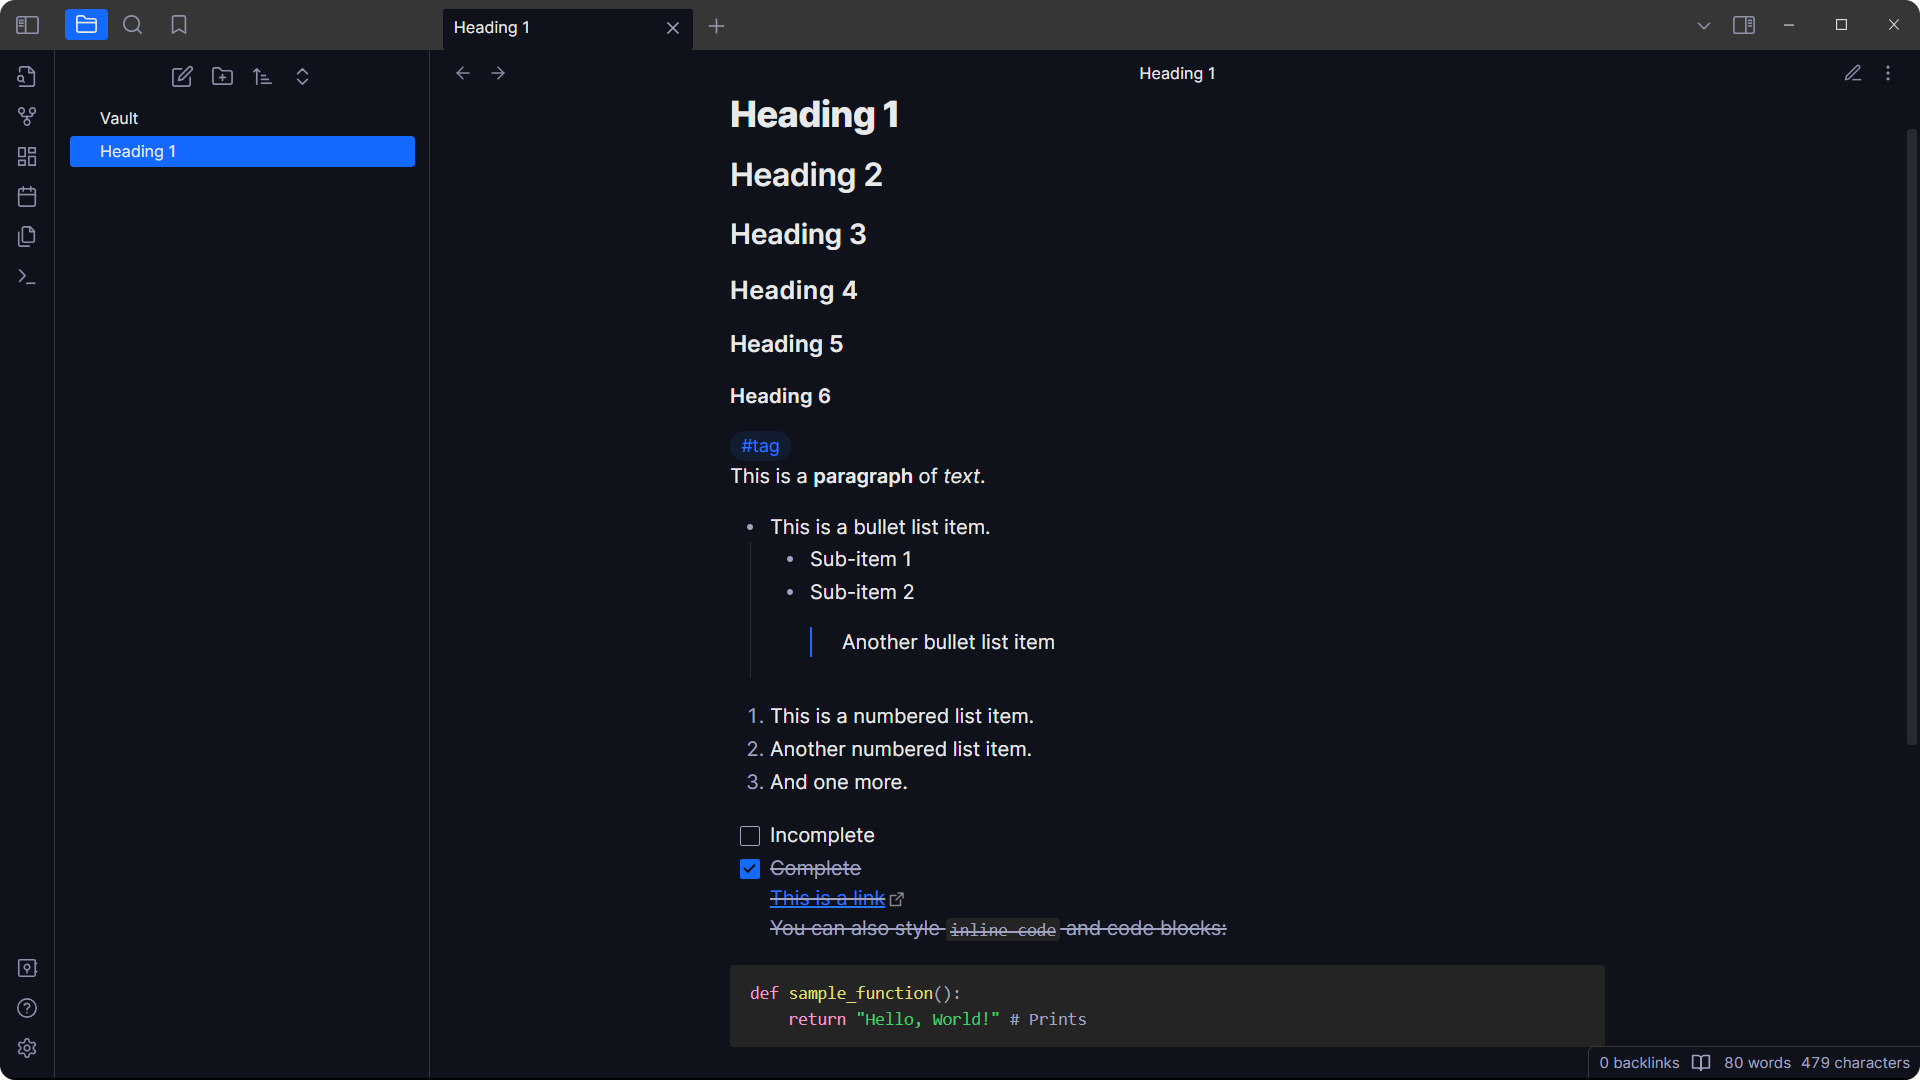 Heading 1
Heading 1
Vault
Heading 1
Heading 1
Heading 2
Heading 3
Heading 4
Heading 5
Heading 6
#tag
This is a paragraph of text.
This is a bullet list item.
Sub-item 1
Sub-item 2
Another bullet list item
1. This is a numbered list item.
2. Another numbered list item.
3. And one more.
Incomplete
Complete
This is a link
You can also style inline code and code blocks:
def sample_function():
    return "Hello, World!" # Prints
0 backlinks 80 words 479 characters